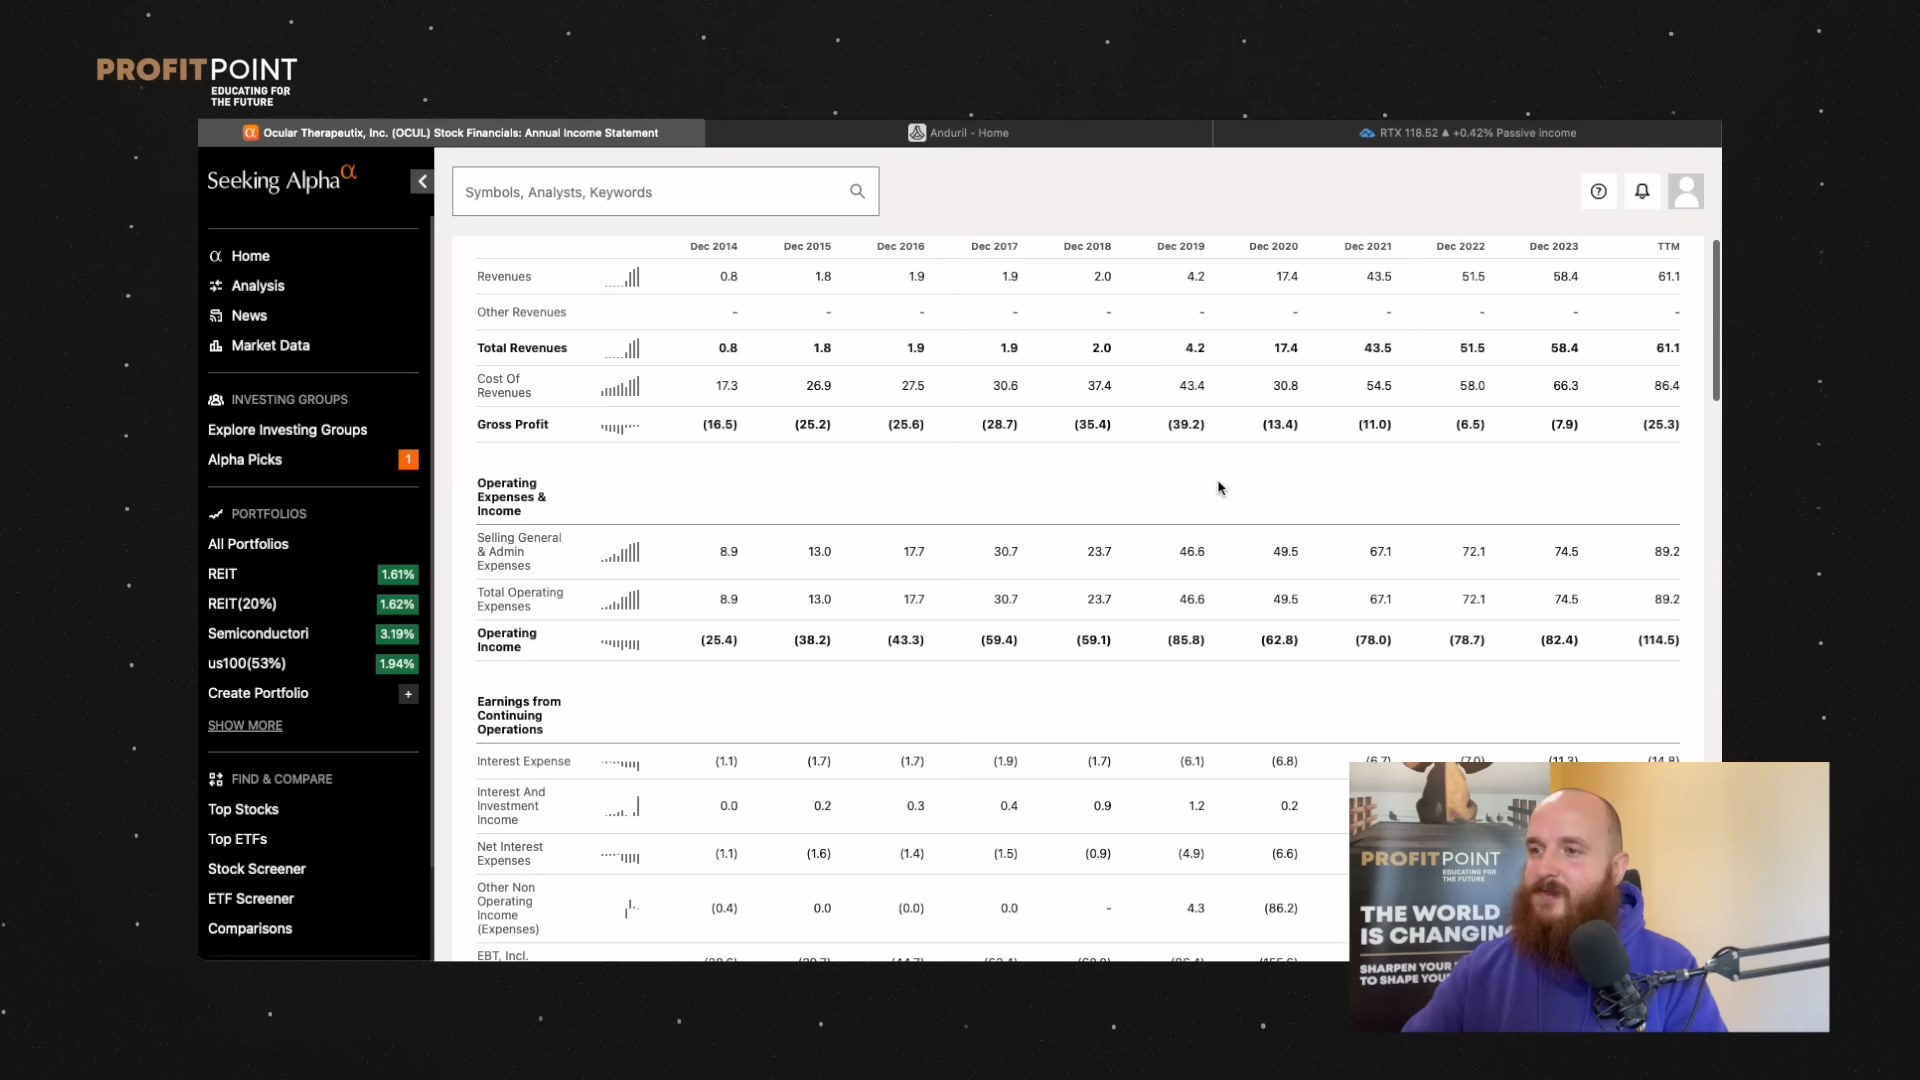 PROFITPOINT
EDUCATING FOR
THE FUTURE
Ocular Therapeutix, Inc. (OCUL) Stock Financials: Annual Income Statement
Anduril - Home
RTX 118.52 ▲ +0.42% Passive income
Seeking Alpha α
Symbols, Analysts, Keywords
Home
Analysis
News
Market Data
INVESTING GROUPS
Explore Investing Groups
Alpha Picks 1
PORTFOLIOS
All Portfolios
REIT 1.61%
REIT(20%) 1.62%
Semiconductori 3.19%
us100(53%) 1.94%
Create Portfolio +
SHOW MORE
FIND & COMPARE
Top Stocks
Top ETFs
Stock Screener
ETF Screener
Comparisons
Dec 2014 Dec 2015 Dec 2016 Dec 2017 Dec 2018 Dec 2019 Dec 2020 Dec 2021 Dec 2022 Dec 2023 TTM
Revenues 0.8 1.8 1.9 1.9 2.0 4.2 17.4 43.5 51.5 58.4 61.1
Other Revenues - - - - - - - - - - -
Total Revenues 0.8 1.8 1.9 1.9 2.0 4.2 17.4 43.5 51.5 58.4 61.1
Cost Of
Revenues 17.3 26.9 27.5 30.6 37.4 43.4 30.8 54.5 58.0 66.3 86.4
Gross Profit (16.5) (25.2) (25.6) (28.7) (35.4) (39.2) (13.4) (11.0) (6.5) (7.9) (25.3)
Operating
Expenses &
Income
Selling General
& Admin
Expenses 8.9 13.0 17.7 30.7 23.7 46.6 49.5 67.1 72.1 74.5 89.2
Total Operating
Expenses 8.9 13.0 17.7 30.7 23.7 46.6 49.5 67.1 72.1 74.5 89.2
Operating
Income (25.4) (38.2) (43.3) (59.4) (59.1) (85.8) (62.8) (78.0) (78.7) (82.4) (114.5)
Earnings from
Continuing
Operations
Interest Expense (1.1) (1.7) (1.7) (1.9) (1.7) (6.1) (6.8) (6.7) (7.0) (11.3) (14.8)
Interest And
Investment
Income 0.0 0.2 0.3 0.4 0.9 1.2 0.2
Net Interest
Expenses (1.1) (1.6) (1.4) (1.5) (0.9) (4.9) (6.6)
Other Non
Operating
Income
(Expenses) (0.4) 0.0 (0.0) 0.0 - 4.3 (86.2)
EBT, Incl.
PROFITPOINT
EDUCATING FOR
THE FUTURE
THE WORLD
IS CHANGIN
SHARPEN YOUR
TO SHAPE YOU